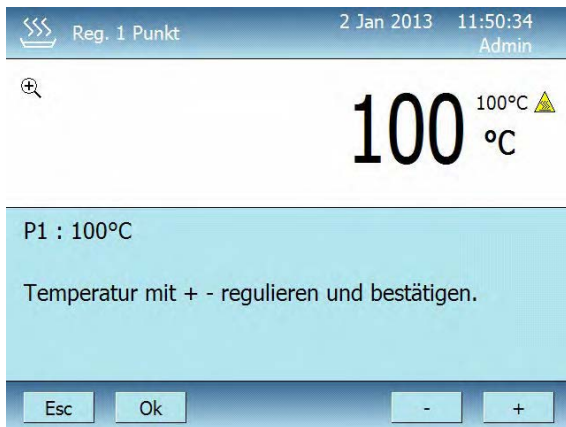 Reg. 1 Punkt
2 Jan 2013 11:50:34
Admin
100 °C
100°C
P1 : 100°C
Temperatur mit + - regulieren und bestätigen.
Esc Ok - +